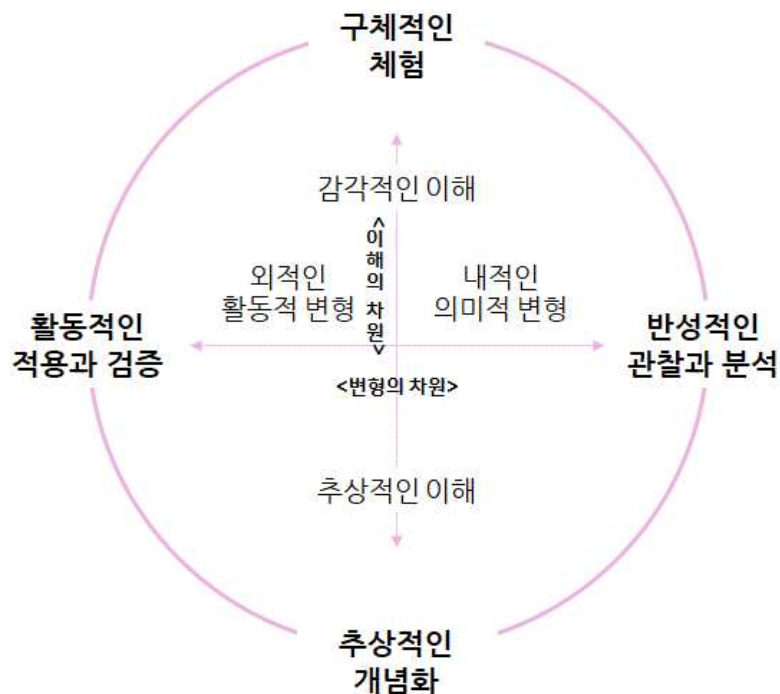 구체적인
체험
감각적인 이해
<이해의 차원>
외적인
활동적 변형
내적인
의미적 변형
활동적인
적용과 검증
반성적인
관찰과 분석
<변형의 차원>
추상적인 이해
추상적인
개념화